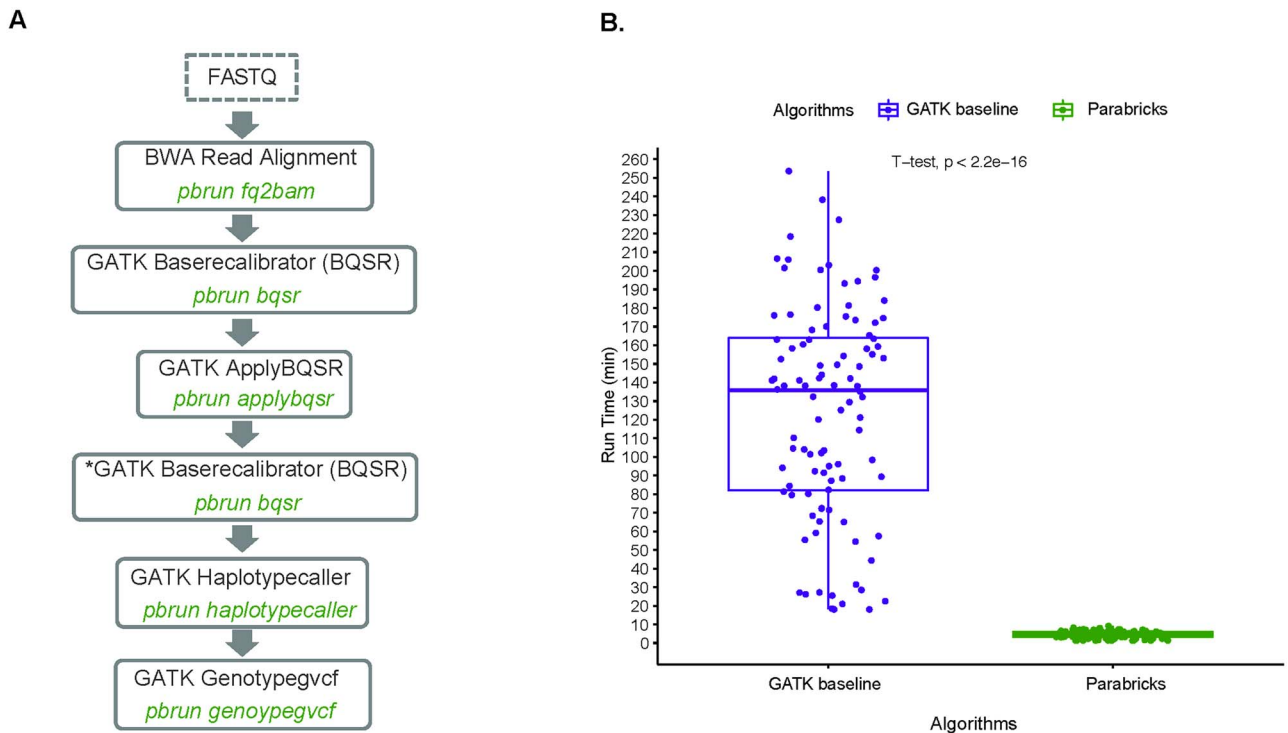 A
FASTQ
BWA Read Alignment
pbrun fq2bam
GATK Baserecalibrator (BQSR)
pbrun bqsr
GATK ApplyBQSR
pbrun applybqsr
*GATK Baserecalibrator (BQSR)
pbrun bqsr
GATK Haplotypecaller
pbrun haplotypecaller
GATK Genotypegvcf
pbrun genoypegvcf
B.
Algorithms GATK baseline Parabricks
T-test, p < 2.2e-16
Run Time (min)
260
250
240
230
220
210
200
190
180
170
160
150
140
130
120
110
100
90
80
70
60
50
40
30
20
10
0
GATK baseline Parabricks
Algorithms